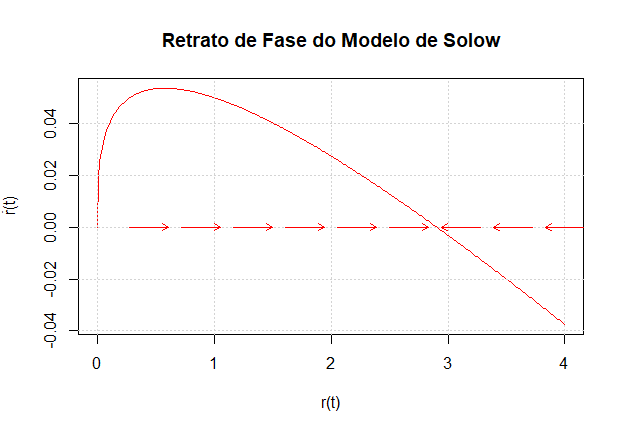 Retrato de Fase do Modelo de Solow
ṙ(t)
0.04
0.02
0.00
-0.02
-0.04
0 1 2 3 4
r(t)